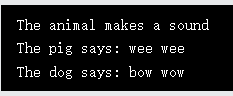 The animal makes a sound
The pig says: wee wee
The dog says: bow wow